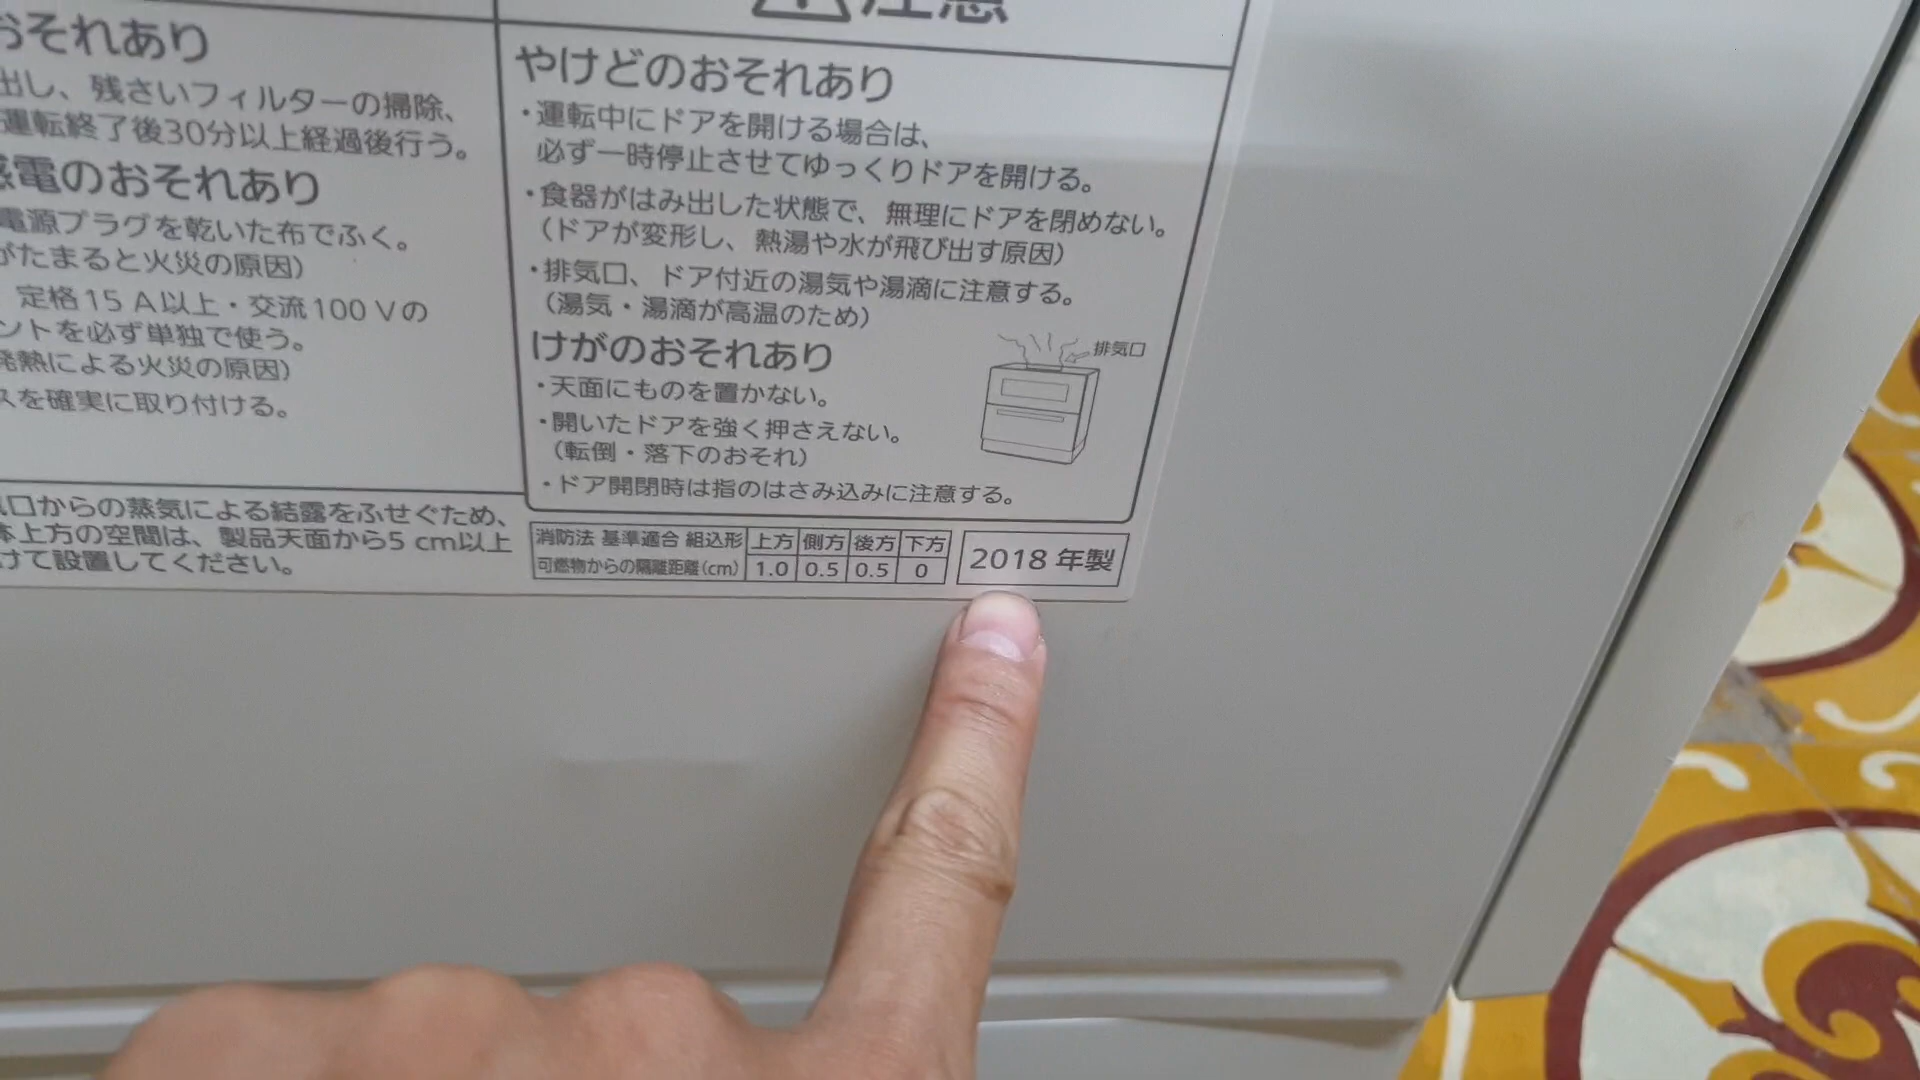 注意
おそれあり
出し、残さいフィルターの掃除、
運転終了後30分以上経過後行う。
感電のおそれあり
電源プラグを乾いた布でふく。
がたまると火災の原因）
定格15 A以上・交流100 Vの
ントを必ず単独で使う。
発熱による火災の原因）
スを確実に取り付ける。
口からの蒸気による結露をふせぐため、
体上方の空間は、製品天面から5 cm以上
けて設置してください。
やけどのおそれあり
・運転中にドアを開ける場合は、
必ず一時停止させてゆっくりドアを開ける。
・食器がはみ出した状態で、無理にドアを閉めない。
（ドアが変形し、熱湯や水が飛び出す原因）
・排気口、ドア付近の湯気や湯滴に注意する。
（湯気・湯滴が高温のため）
けがのおそれあり
・天面にものを置かない。
・開いたドアを強く押さえない。
（転倒・落下のおそれ）
・ドア開閉時は指のはさみ込みに注意する。
排気口
消防法 基準適合 組込形 上方 側方 後方 下方
可燃物からの隔離距離(cm) 1.0 0.5 0.5 0
2018 年製